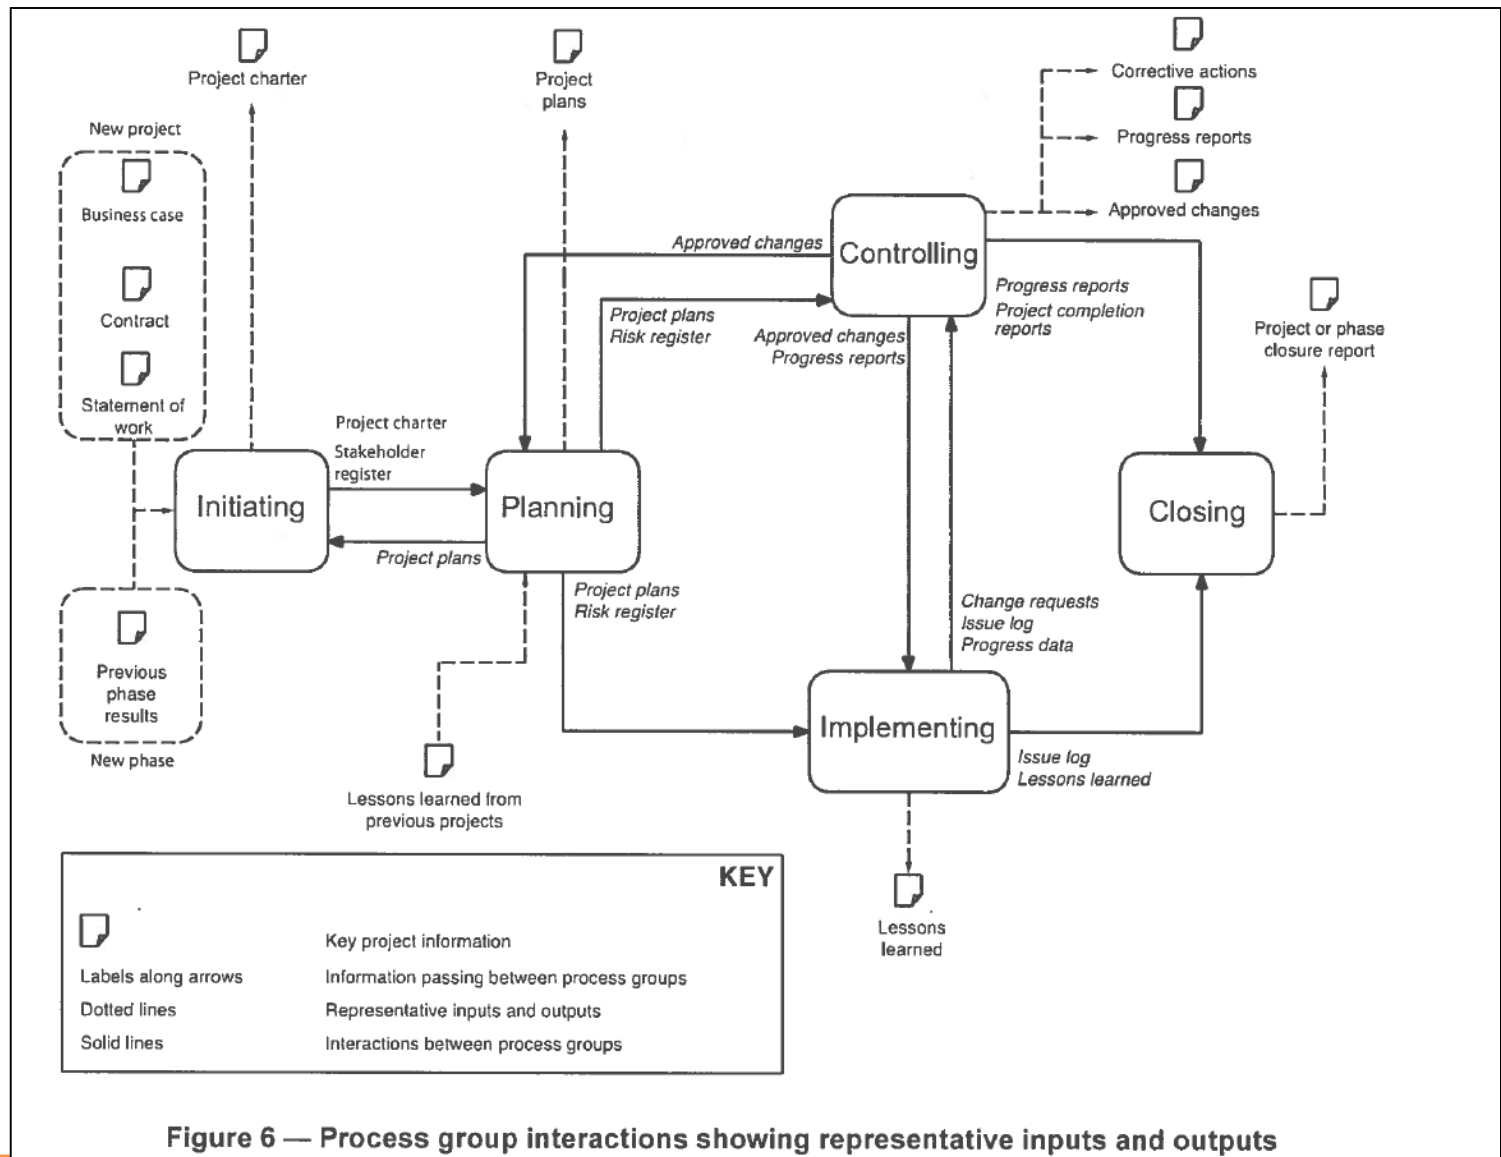 Project charter
Project
plans
Corrective actions
Progress reports
Approved changes
New project
Business case
Contract
Statement of
work
Controlling
Approved changes
Project plans
Risk register
Approved changes
Progress reports
Progress reports
Project completion
reports
Project or phase
closure report
Project charter
Stakeholder
register
Initiating
Planning
Closing
Project plans
Project plans
Risk register
Change requests
Issue log
Progress data
Previous
phase
results
New phase
Implementing
Issue log
Lessons learned
Lessons learned from
previous projects
Lessons
learned
KEY
Key project information
Labels along arrows Information passing between process groups
Dotted lines Representative inputs and outputs
Solid lines Interactions between process groups
Figure 6 — Process group interactions showing representative inputs and outputs